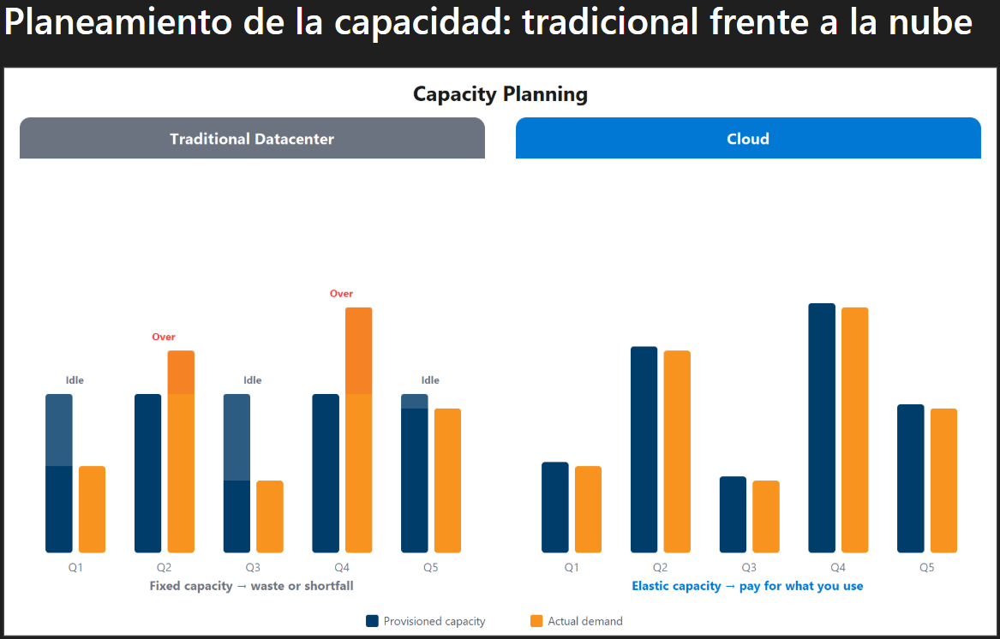 Planeamiento de la capacidad: tradicional frente a la nube
Capacity Planning
Traditional Datacenter
Cloud
Over
Over
Idle
Idle
Idle
Q1 Q2 Q3 Q4 Q5
Fixed capacity → waste or shortfall
Q1 Q2 Q3 Q4 Q5
Elastic capacity → pay for what you use
Provisioned capacity
Actual demand